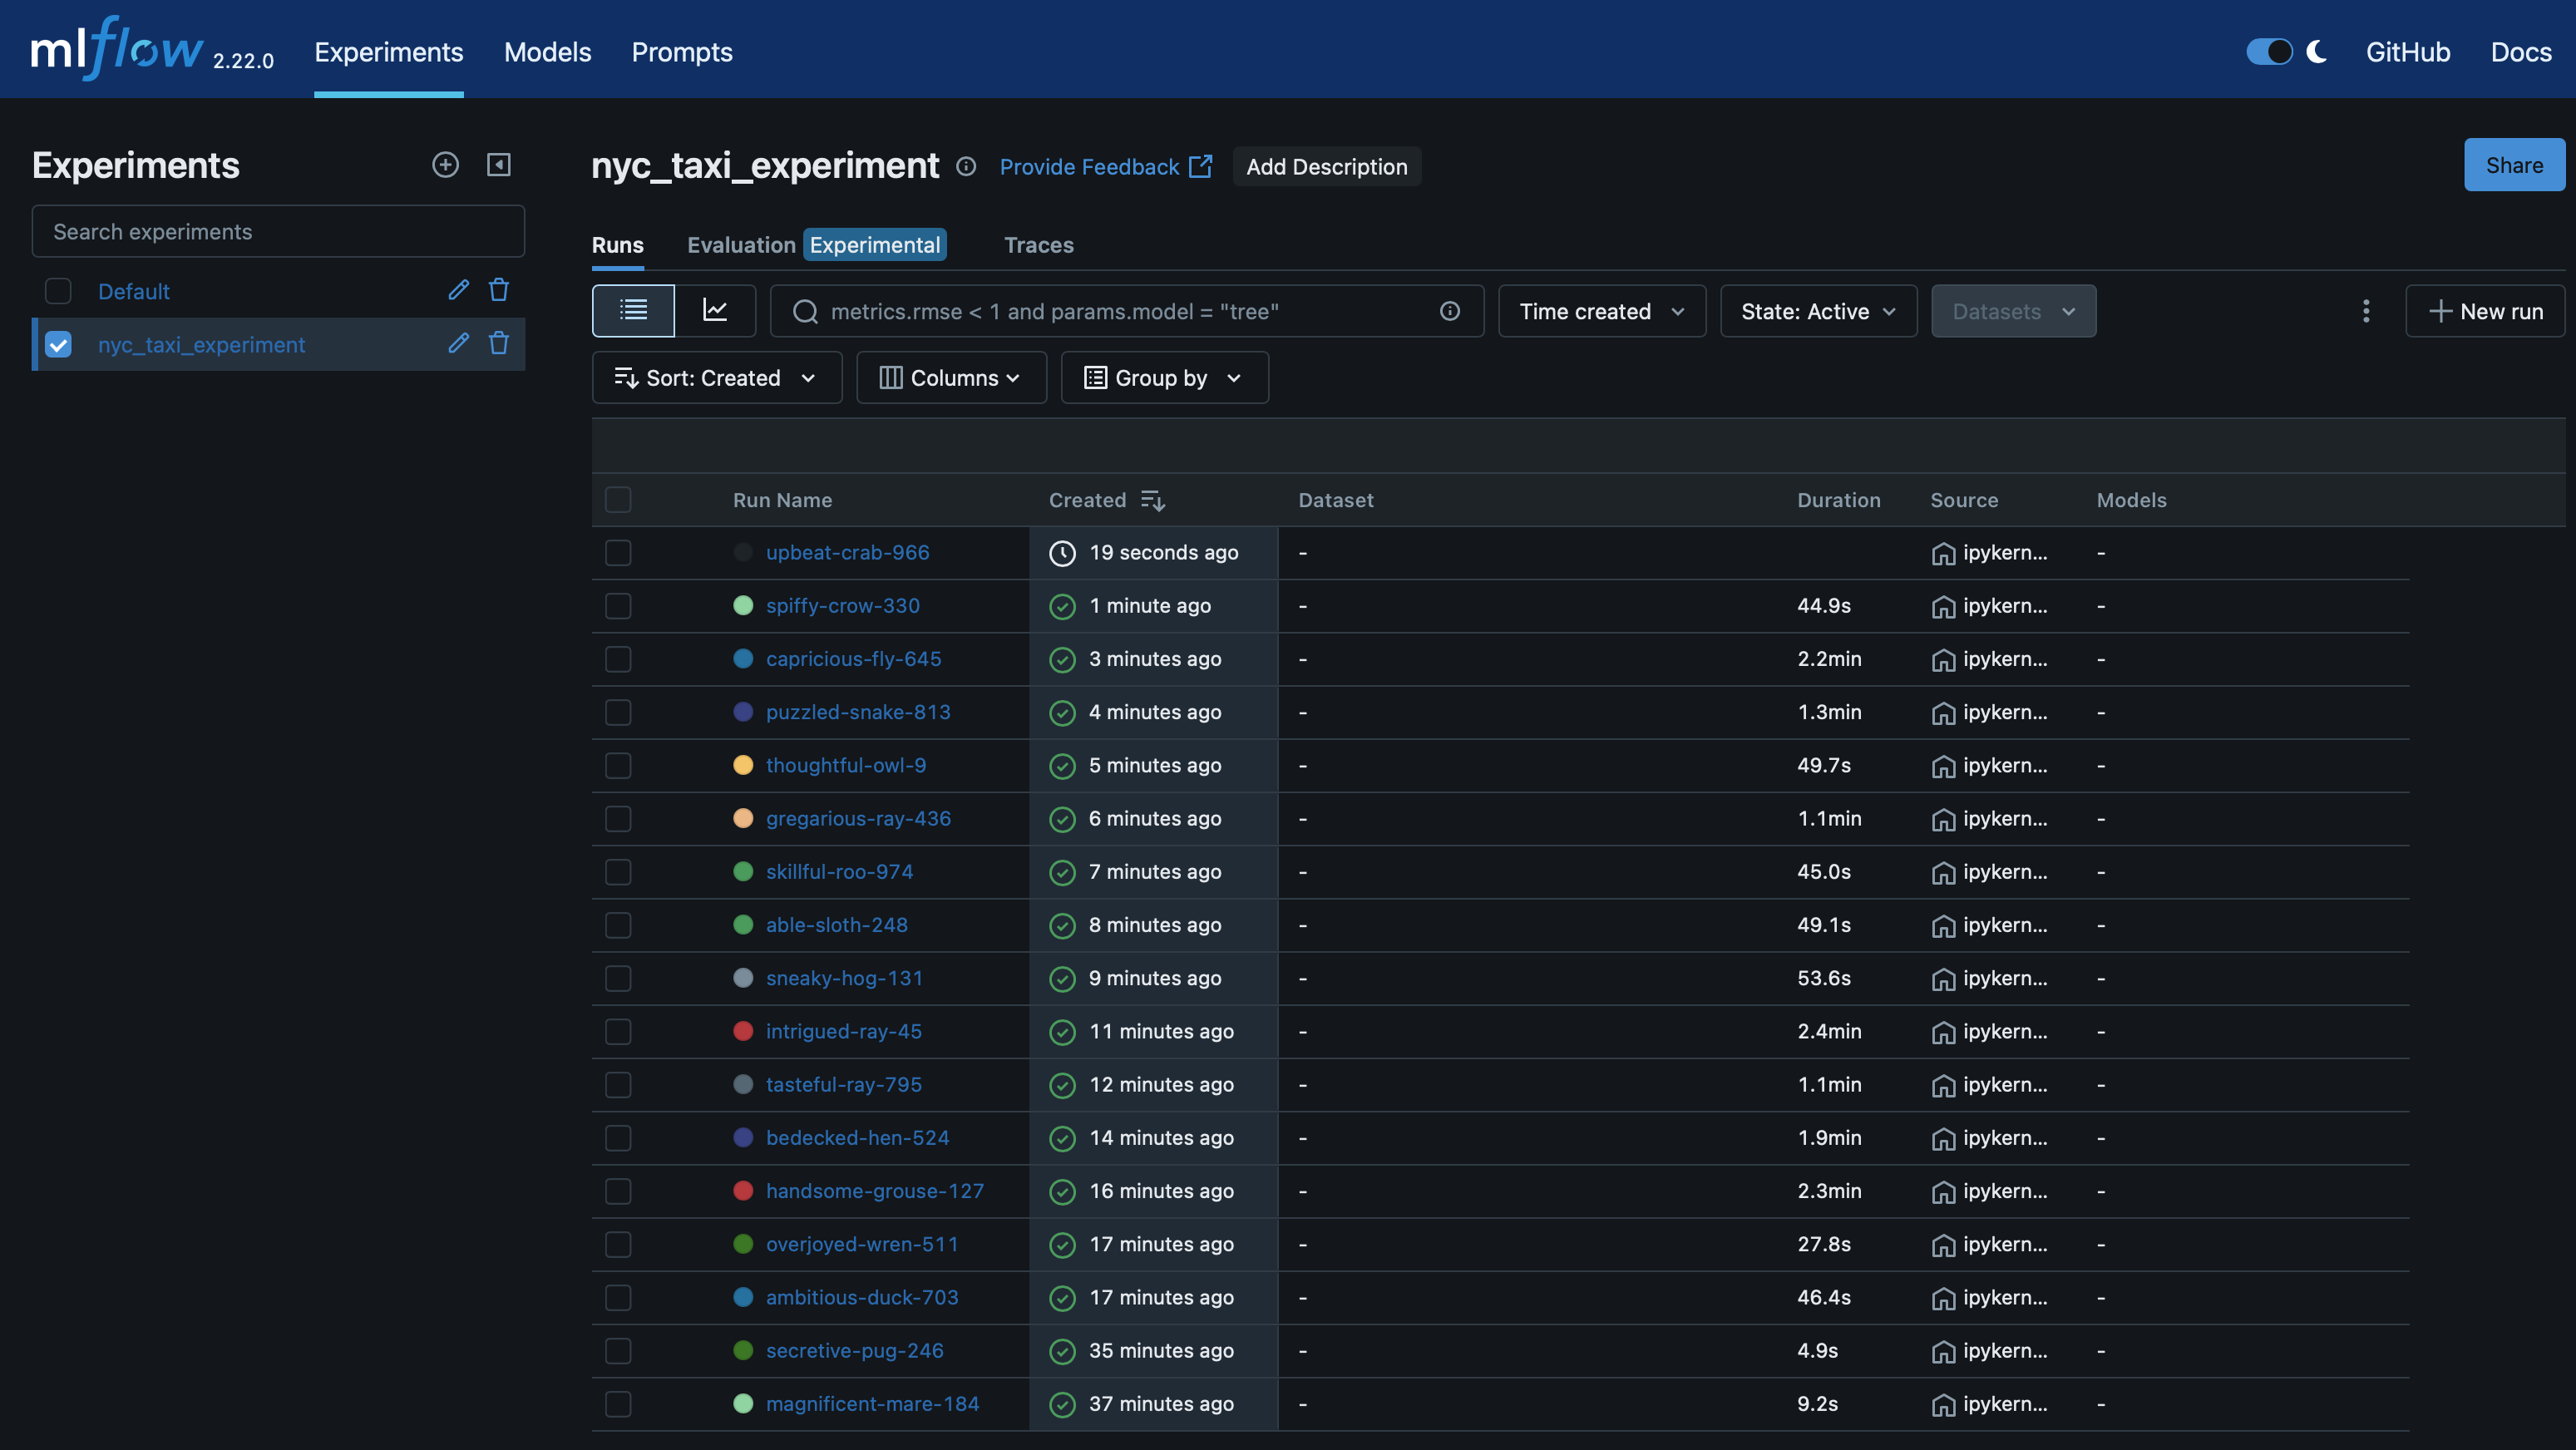 mlflow 2.22.0 Experiments Models Prompts GitHub Docs
Experiments
Search experiments
Default
nyc_taxi_experiment
nyc_taxi_experiment Provide Feedback Add Description Share
Runs Evaluation Experimental Traces
metrics.rmse < 1 and params.model = "tree" Time created State: Active Datasets New run
Sort: Created Columns Group by
Run Name Created Dataset Duration Source Models
upbeat-crab-966 19 seconds ago - ipykern... -
spiffy-crow-330 1 minute ago - 44.9s ipykern... -
capricious-fly-645 3 minutes ago - 2.2min ipykern... -
puzzled-snake-813 4 minutes ago - 1.3min ipykern... -
thoughtful-owl-9 5 minutes ago - 49.7s ipykern... -
gregarious-ray-436 6 minutes ago - 1.1min ipykern... -
skillful-roo-974 7 minutes ago - 45.0s ipykern... -
able-sloth-248 8 minutes ago - 49.1s ipykern... -
sneaky-hog-131 9 minutes ago - 53.6s ipykern... -
intrigued-ray-45 11 minutes ago - 2.4min ipykern... -
tasteful-ray-795 12 minutes ago - 1.1min ipykern... -
bedecked-hen-524 14 minutes ago - 1.9min ipykern... -
handsome-grouse-127 16 minutes ago - 2.3min ipykern... -
overjoyed-wren-511 17 minutes ago - 27.8s ipykern... -
ambitious-duck-703 17 minutes ago - 46.4s ipykern... -
secretive-pug-246 35 minutes ago - 4.9s ipykern... -
magnificent-mare-184 37 minutes ago - 9.2s ipykern... -